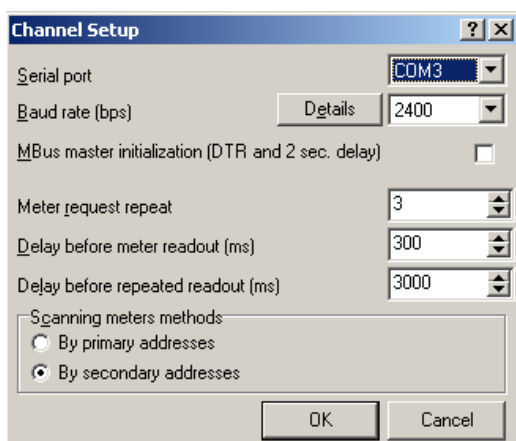 Channel Setup
Serial port COM3
Baud rate (bps) Details 2400
MBus master initialization (DTR and 2 sec. delay)
Meter request repeat 3
Delay before meter readout (ms) 300
Delay before repeated readout (ms) 3000
Scanning meters methods
By primary addresses
By secondary addresses
OK Cancel